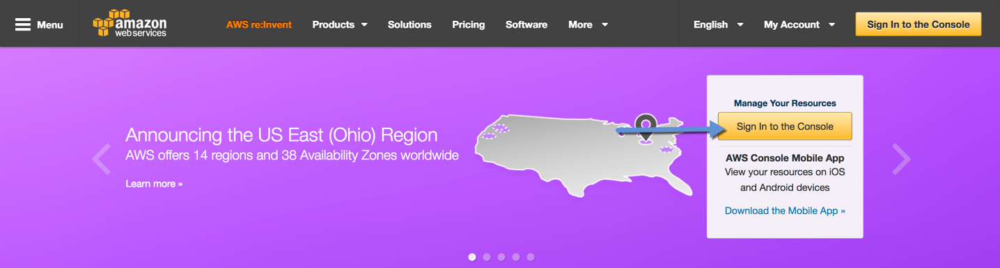 Menu
amazon
web services
AWS re:Invent
Products
Solutions
Pricing
Software
More
English
My Account
Sign In to the Console
Announcing the US East (Ohio) Region
AWS offers 14 regions and 38 Availability Zones worldwide
Learn more »
Manage Your Resources
Sign In to the Console
AWS Console Mobile App
View your resources on iOS
and Android devices
Download the Mobile App »